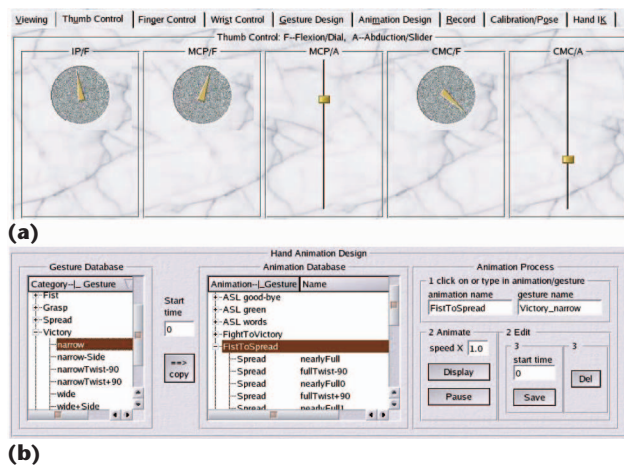 Viewing Thumb Control Finger Control Wrist Control Gesture Design Animation Design Record Calibration/Pose Hand IK
Thumb Control: F--Flexion/Dial, A--Abduction/Slider
IP/F MCP/F MCP/A CMC/F CMC/A
(a)
Hand Animation Design
Gesture Database
Category--|_ Gesture
Fist
Grasp
Spread
Victory
narrow
narrow-Side
narrowTwist-90
narrowTwist+90
wide
wide+Side
Start
time
0
==>
copy
Animation Database
Animation--|_Gesture Name
ASL good-bye
ASL green
ASL words
FightToVictory
FistToSpread
Spread nearlyFull
Spread fullTwist-90
Spread nearlyFull0
Spread fullTwist+90
Spread nearlyFull1
Animation Process
1 click on or type in animation/gesture
animation name gesture name
FistToSpread Victory_narrow
2 Animate
speed X 1.0
Display
Pause
2 Edit
3
start time
0
Save
3
Del
(b)